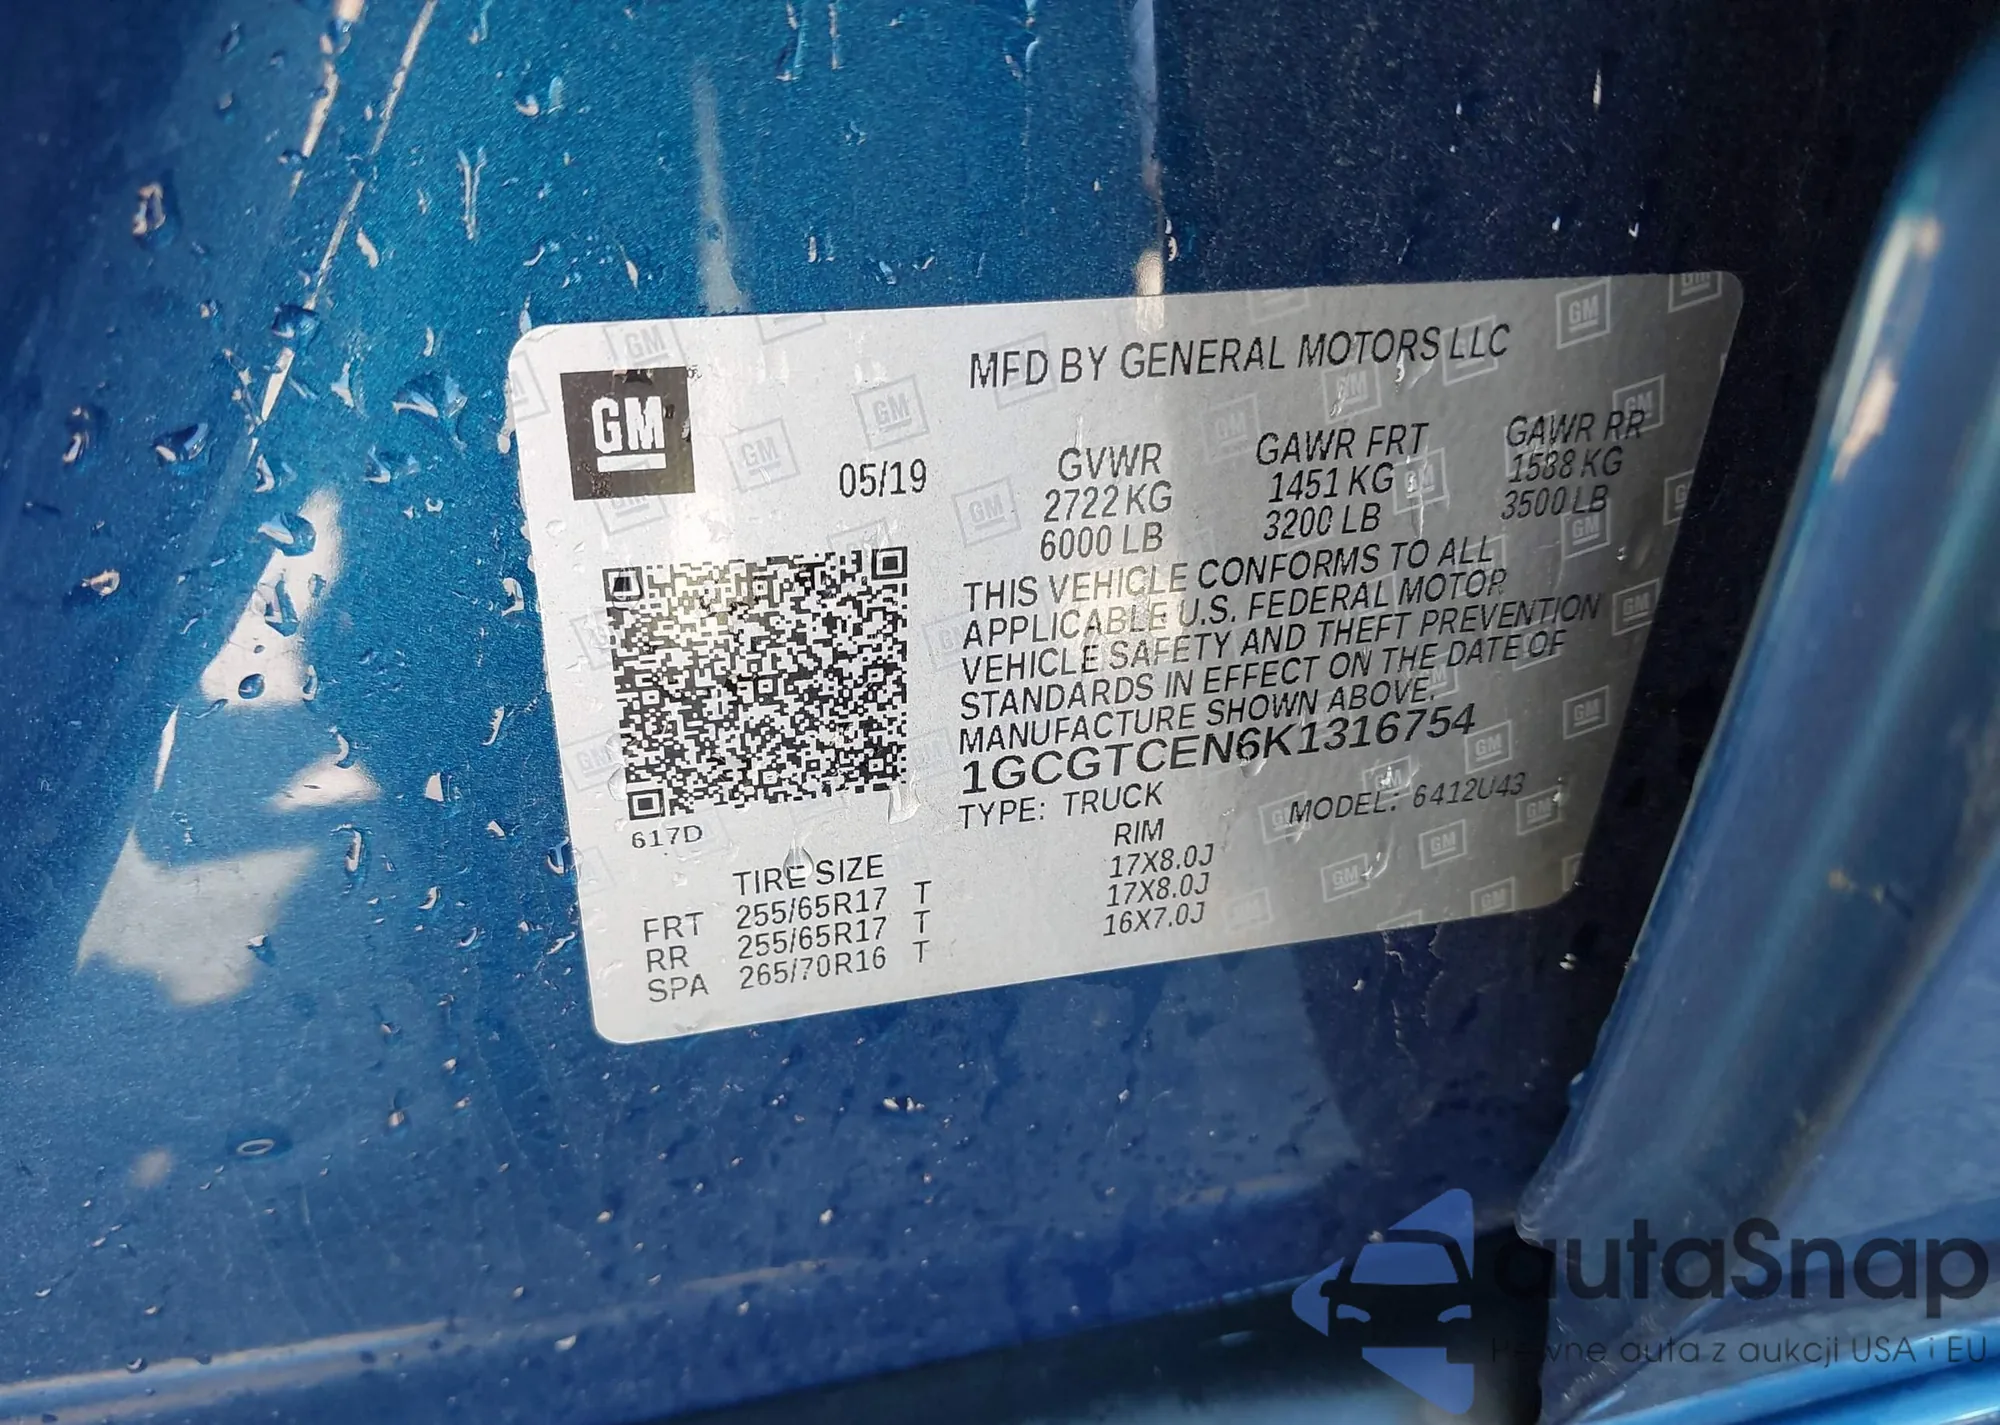 MFD BY GENERAL MOTORS LLC
GM
05/19
GVWR
2722 KG
6000 LB
GAWR FRT
1451 KG
3200 LB
GAWR RR
1588 KG
3500 LB
THIS VEHICLE CONFORMS TO ALL
APPLICABLE U.S. FEDERAL MOTOR
VEHICLE SAFETY AND THEFT PREVENTION
STANDARDS IN EFFECT ON THE DATE OF
MANUFACTURE SHOWN ABOVE.
1GCGTCEN6K1316754
TYPE: TRUCK MODEL: 6412U43
617D
TIRE SIZE RIM
FRT 255/65R17 T 17X8.0J
RR 255/65R17 T 17X8.0J
SPA 265/70R16 T 16X7.0J
autaSnap
Pewne auta z aukcji USA i EU